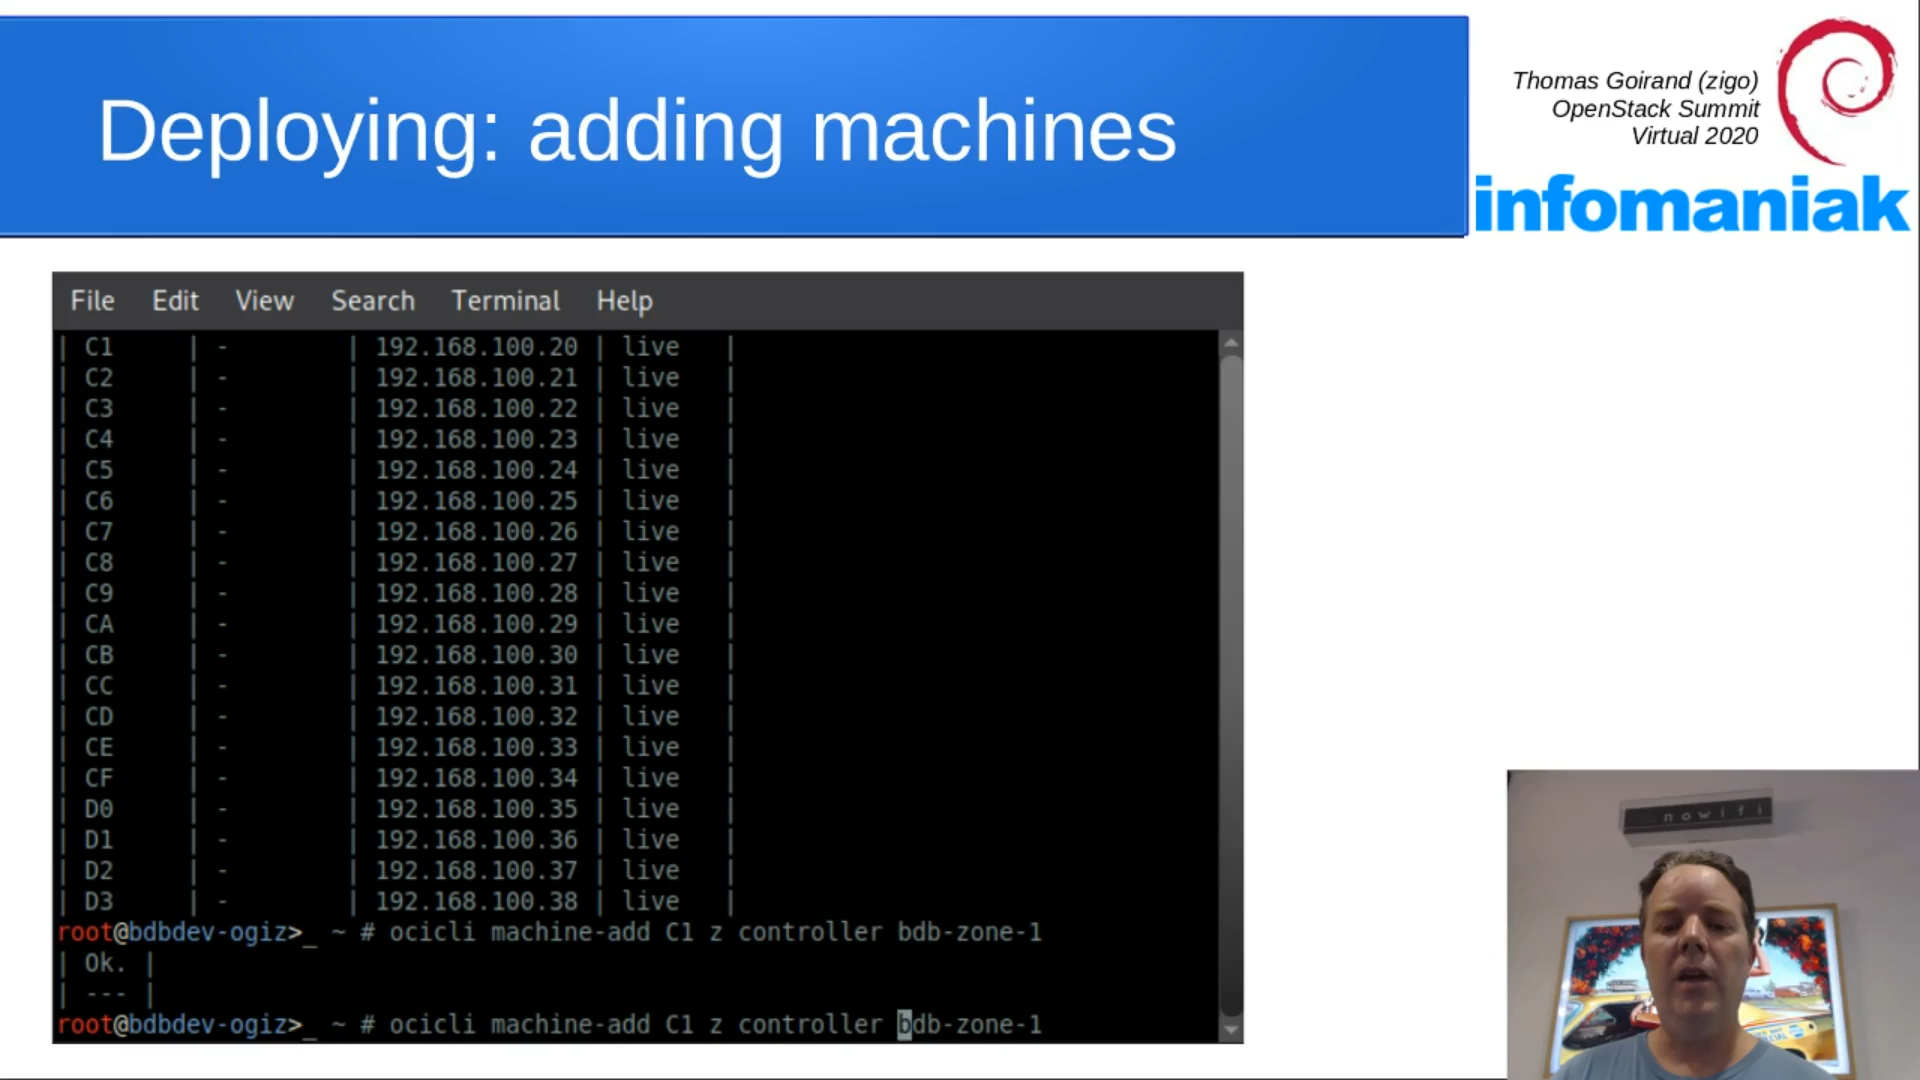 Deploying: adding machines
Thomas Goirand (zigo)
OpenStack Summit
Virtual 2020
infomaniak
File Edit View Search Terminal Help
| C1 | - | 192.168.100.20 | live |
| C2 | - | 192.168.100.21 | live |
| C3 | - | 192.168.100.22 | live |
| C4 | - | 192.168.100.23 | live |
| C5 | - | 192.168.100.24 | live |
| C6 | - | 192.168.100.25 | live |
| C7 | - | 192.168.100.26 | live |
| C8 | - | 192.168.100.27 | live |
| C9 | - | 192.168.100.28 | live |
| CA | - | 192.168.100.29 | live |
| CB | - | 192.168.100.30 | live |
| CC | - | 192.168.100.31 | live |
| CD | - | 192.168.100.32 | live |
| CE | - | 192.168.100.33 | live |
| CF | - | 192.168.100.34 | live |
| D0 | - | 192.168.100.35 | live |
| D1 | - | 192.168.100.36 | live |
| D2 | - | 192.168.100.37 | live |
| D3 | - | 192.168.100.38 | live |
root@bdbdev-ogiz>_ ~ # ocicli machine-add C1 z controller bdb-zone-1
| Ok. |
| --- |
root@bdbdev-ogiz>_ ~ # ocicli machine-add C1 z controller bdb-zone-1
nowifi